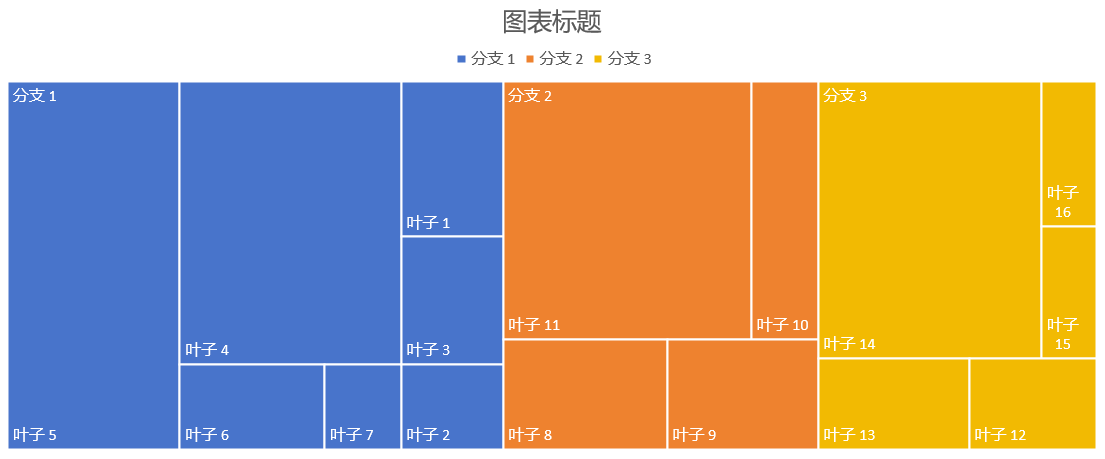 图表标题
分支 1 分支 2 分支 3
分支 1
叶子 5
叶子 4
叶子 1
叶子 3
叶子 6
叶子 7
叶子 2
分支 2
叶子 11
叶子 10
叶子 8
叶子 9
分支 3
叶子 14
叶子
16
叶子
15
叶子 13
叶子 12